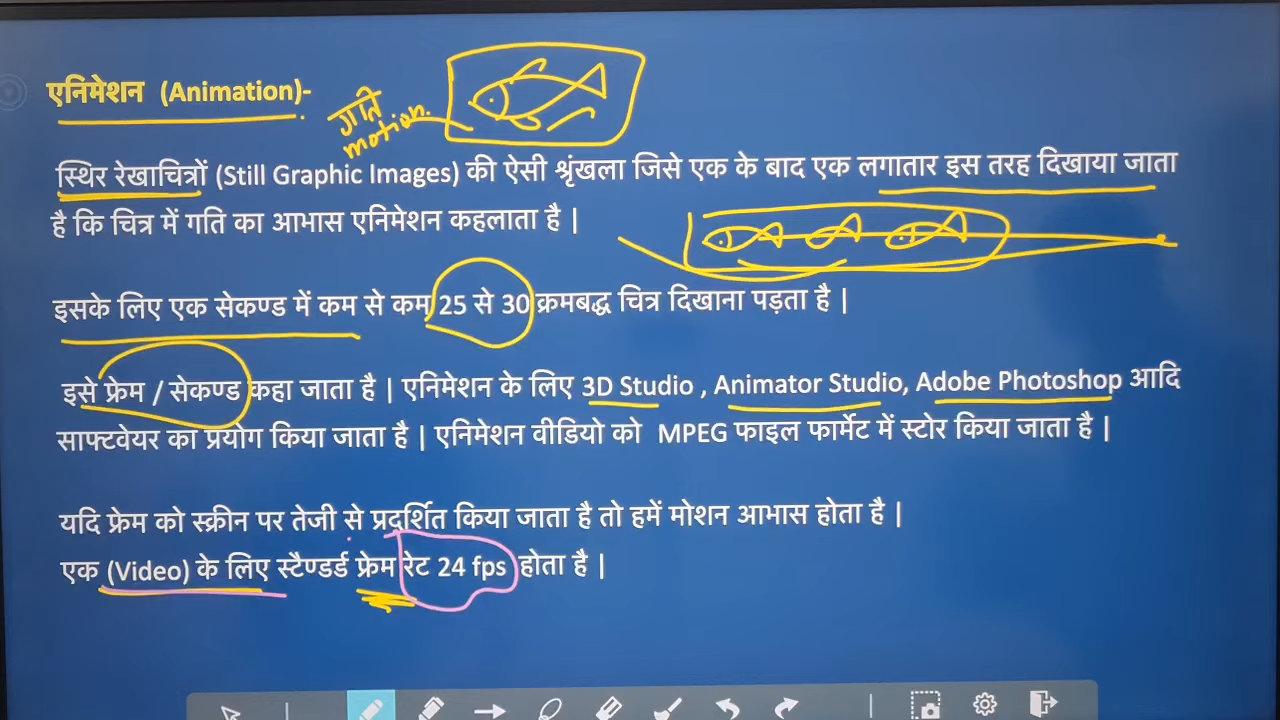 एनिमेशन (Animation)-
गति
motion.
स्थिर रेखाचित्रों (Still Graphic Images) की ऐसी श्रृंखला जिसे एक के बाद एक लगातार इस तरह दिखाया जाता
है कि चित्र में गति का आभास एनिमेशन कहलाता है |
इसके लिए एक सेकण्ड में कम से कम 25 से 30 क्रमबद्ध चित्र दिखाना पड़ता है |
इसे फ्रेम / सेकण्ड कहा जाता है | एनिमेशन के लिए 3D Studio , Animator Studio, Adobe Photoshop आदि
साफ्टवेयर का प्रयोग किया जाता है | एनिमेशन वीडियो को MPEG फाइल फार्मेट में स्टोर किया जाता है |
यदि फ्रेम को स्क्रीन पर तेजी से प्रदर्शित किया जाता है तो हमें मोशन आभास होता है |
एक (Video) के लिए स्टैण्डर्ड फ्रेम रेट 24 fps होता है |